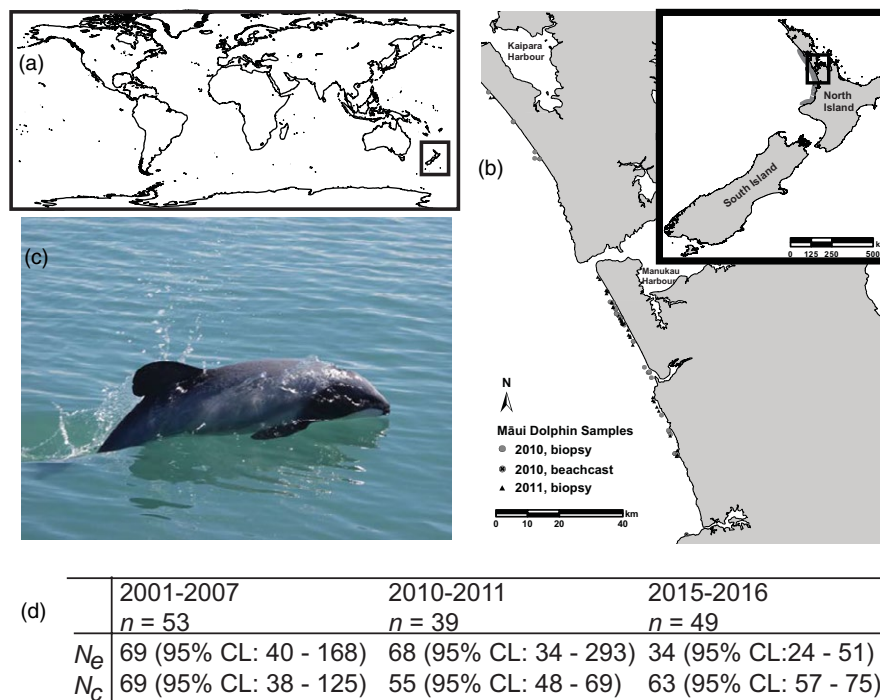 (a)
(b)
Kaipara
Harbour
North
Island
South Island
0 125 250 500
Manukau
Harbour
N
Māui Dolphin Samples
2010, biopsy
2010, beachcast
2011, biopsy
0 10 20 40 km
(c)
(d)
2001-2007 2010-2011 2015-2016
n = 53 n = 39 n = 49
Ne 69 (95% CL: 40 - 168) 68 (95% CL: 34 - 293) 34 (95% CL:24 - 51)
Nc 69 (95% CL: 38 - 125) 55 (95% CL: 48 - 69) 63 (95% CL: 57 - 75)